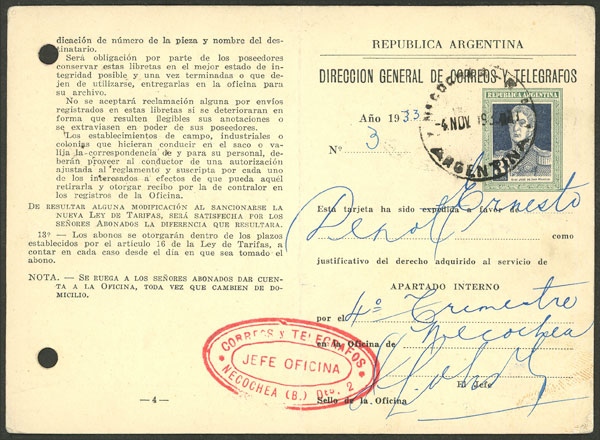 dicación de número de la pieza y nombre del des-
tinatario.
Será obligación por parte de los poseedores
conservar estas libretas en el mejor estado de in-
tegridad posible y una vez terminadas o que de-
jen de utilizarse, entregarlas en la oficina para
su archivo.
No se aceptará reclamación alguna por envíos
registrados en estas libretas si se deterioraran en
forma que resulten ilegibles sus anotaciones o
se extraviasen en poder de sus poseedores.
Los establecimientos de campo, industriales o
colonias que hicieran conducir en el saco o va-
lija la correspondencia de y para su personal, de-
berán proveer al conductor de una autorización
ajustada al reglamento y suscripta por cada uno
de los interesados a efectos de que pueda aquél
retirarla y otorgar recibo por la de contralor en
los registros de la Oficina.
De resultar alguna modificación al sancionarse la
nueva Ley de Tarifas, será satisfecha por los
señores Abonados la diferencia que resultara.
13º - Los abonos se otorgarán dentro de los plazos
establecidos por el artículo 16 de la Ley de Tarifas, a
contar en cada caso desde el día en que sea tomado el
abono.
NOTA. - Se ruega a los señores abonados dar cuen-
ta a la Oficina, toda vez que cambien de do-
micilio.
— 4 —
CORREOS y TELEGRAFOS
JEFE OFICINA
NECOCHEA (B.) Dto. 2
REPUBLICA ARGENTINA
DIRECCION GENERAL DE CORREOS Y TELEGRAFOS
REPUBLICA ARGENTINA
-4 NOV 193
ARGENTINA
Año 1933
Nº 3
Esta tarjeta ha sido expedida a favor de Ernesto
como
justificativo del derecho adquirido al servicio de
APARTADO INTERNO
por el 4º Trimestre
en la Oficina de Necochea
El Jefe
Sello de la Oficina